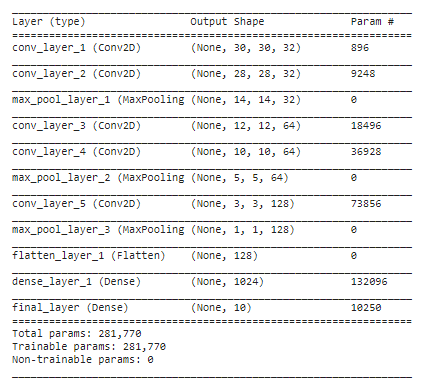 Layer (type) Output Shape Param #
conv_layer_1 (Conv2D) (None, 30, 30, 32) 896
conv_layer_2 (Conv2D) (None, 28, 28, 32) 9248
max_pool_layer_1 (MaxPooling (None, 14, 14, 32) 0
conv_layer_3 (Conv2D) (None, 12, 12, 64) 18496
conv_layer_4 (Conv2D) (None, 10, 10, 64) 36928
max_pool_layer_2 (MaxPooling (None, 5, 5, 64) 0
conv_layer_5 (Conv2D) (None, 3, 3, 128) 73856
max_pool_layer_3 (MaxPooling (None, 1, 1, 128) 0
flatten_layer_1 (Flatten) (None, 128) 0
dense_layer_1 (Dense) (None, 1024) 132096
final_layer (Dense) (None, 10) 10250
Total params: 281,770
Trainable params: 281,770
Non-trainable params: 0